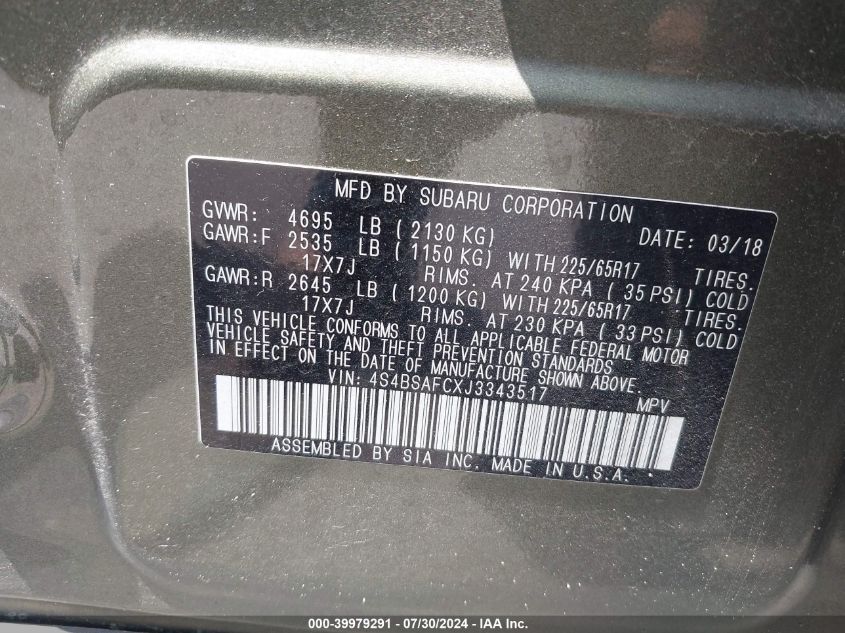 MFD BY SUBARU CORPORATION
GVWR: 4695 LB ( 2130 KG) DATE: 03/18
GAWR:F 2535 LB ( 1150 KG) WITH 225/65R17 TIRES.
17X7J RIMS. AT 240 KPA ( 35 PSI) COLD
GAWR:R 2645 LB ( 1200 KG) WITH 225/65R17 TIRES.
17X7J RIMS. AT 230 KPA ( 33 PSI) COLD
THIS VEHICLE CONFORMS TO ALL APPLICABLE FEDERAL MOTOR
VEHICLE SAFETY AND THEFT PREVENTION STANDARDS
IN EFFECT ON THE DATE OF MANUFACTURE SHOWN ABOVE.
VIN: 4S4BSAFCXJ3343517 MPV
ASSEMBLED BY SIA INC. MADE IN U.S.A.
000-39979291 - 07/30/2024 - IAA Inc.